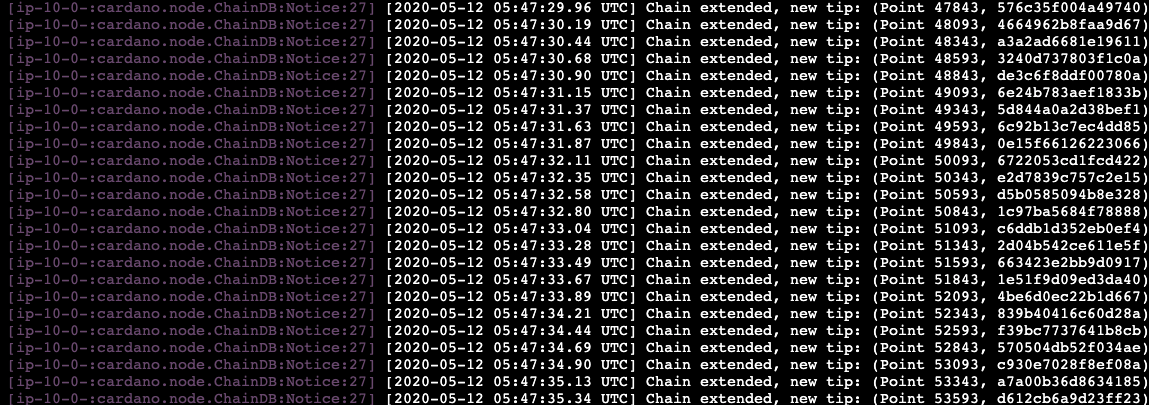 [ip-10-0-:cardano.node.ChainDB:Notice:27] [2020-05-12 05:47:29.96 UTC] Chain extended, new tip: (Point 47843, 576c35f004a49740)
[ip-10-0-:cardano.node.ChainDB:Notice:27] [2020-05-12 05:47:30.19 UTC] Chain extended, new tip: (Point 48093, 4664962b8faa9d67)
[ip-10-0-:cardano.node.ChainDB:Notice:27] [2020-05-12 05:47:30.44 UTC] Chain extended, new tip: (Point 48343, a3a2ad6681e19611)
[ip-10-0-:cardano.node.ChainDB:Notice:27] [2020-05-12 05:47:30.68 UTC] Chain extended, new tip: (Point 48593, 3240d737803f1c0a)
[ip-10-0-:cardano.node.ChainDB:Notice:27] [2020-05-12 05:47:30.90 UTC] Chain extended, new tip: (Point 48843, de3c6f8ddf00780a)
[ip-10-0-:cardano.node.ChainDB:Notice:27] [2020-05-12 05:47:31.15 UTC] Chain extended, new tip: (Point 49093, 6e24b783aef1833b)
[ip-10-0-:cardano.node.ChainDB:Notice:27] [2020-05-12 05:47:31.37 UTC] Chain extended, new tip: (Point 49343, 5d844a0a2d38bef1)
[ip-10-0-:cardano.node.ChainDB:Notice:27] [2020-05-12 05:47:31.63 UTC] Chain extended, new tip: (Point 49593, 6c92b13c7ec4dd85)
[ip-10-0-:cardano.node.ChainDB:Notice:27] [2020-05-12 05:47:31.87 UTC] Chain extended, new tip: (Point 49843, 0e15f66126223066)
[ip-10-0-:cardano.node.ChainDB:Notice:27] [2020-05-12 05:47:32.11 UTC] Chain extended, new tip: (Point 50093, 6722053cd1fcd422)
[ip-10-0-:cardano.node.ChainDB:Notice:27] [2020-05-12 05:47:32.35 UTC] Chain extended, new tip: (Point 50343, e2d7839c757c2e15)
[ip-10-0-:cardano.node.ChainDB:Notice:27] [2020-05-12 05:47:32.58 UTC] Chain extended, new tip: (Point 50593, d5b0585094b8e328)
[ip-10-0-:cardano.node.ChainDB:Notice:27] [2020-05-12 05:47:32.80 UTC] Chain extended, new tip: (Point 50843, 1c97ba5684f78888)
[ip-10-0-:cardano.node.ChainDB:Notice:27] [2020-05-12 05:47:33.04 UTC] Chain extended, new tip: (Point 51093, c6ddb1d352eb0ef4)
[ip-10-0-:cardano.node.ChainDB:Notice:27] [2020-05-12 05:47:33.28 UTC] Chain extended, new tip: (Point 51343, 2d04b542ce611e5f)
[ip-10-0-:cardano.node.ChainDB:Notice:27] [2020-05-12 05:47:33.49 UTC] Chain extended, new tip: (Point 51593, 663423e2bb9d0917)
[ip-10-0-:cardano.node.ChainDB:Notice:27] [2020-05-12 05:47:33.67 UTC] Chain extended, new tip: (Point 51843, 1e51f9d09ed3da40)
[ip-10-0-:cardano.node.ChainDB:Notice:27] [2020-05-12 05:47:33.89 UTC] Chain extended, new tip: (Point 52093, 4be6d0ec22b1d667)
[ip-10-0-:cardano.node.ChainDB:Notice:27] [2020-05-12 05:47:34.21 UTC] Chain extended, new tip: (Point 52343, 839b40416c60d28a)
[ip-10-0-:cardano.node.ChainDB:Notice:27] [2020-05-12 05:47:34.44 UTC] Chain extended, new tip: (Point 52593, f39bc7737641b8cb)
[ip-10-0-:cardano.node.ChainDB:Notice:27] [2020-05-12 05:47:34.69 UTC] Chain extended, new tip: (Point 52843, 570504db52f034ae)
[ip-10-0-:cardano.node.ChainDB:Notice:27] [2020-05-12 05:47:34.90 UTC] Chain extended, new tip: (Point 53093, c930e7028f8ef08a)
[ip-10-0-:cardano.node.ChainDB:Notice:27] [2020-05-12 05:47:35.13 UTC] Chain extended, new tip: (Point 53343, a7a00b36d8634185)
[ip-10-0-:cardano.node.ChainDB:Notice:27] [2020-05-12 05:47:35.34 UTC] Chain extended, new tip: (Point 53593, d612cb6a9d23ff23)